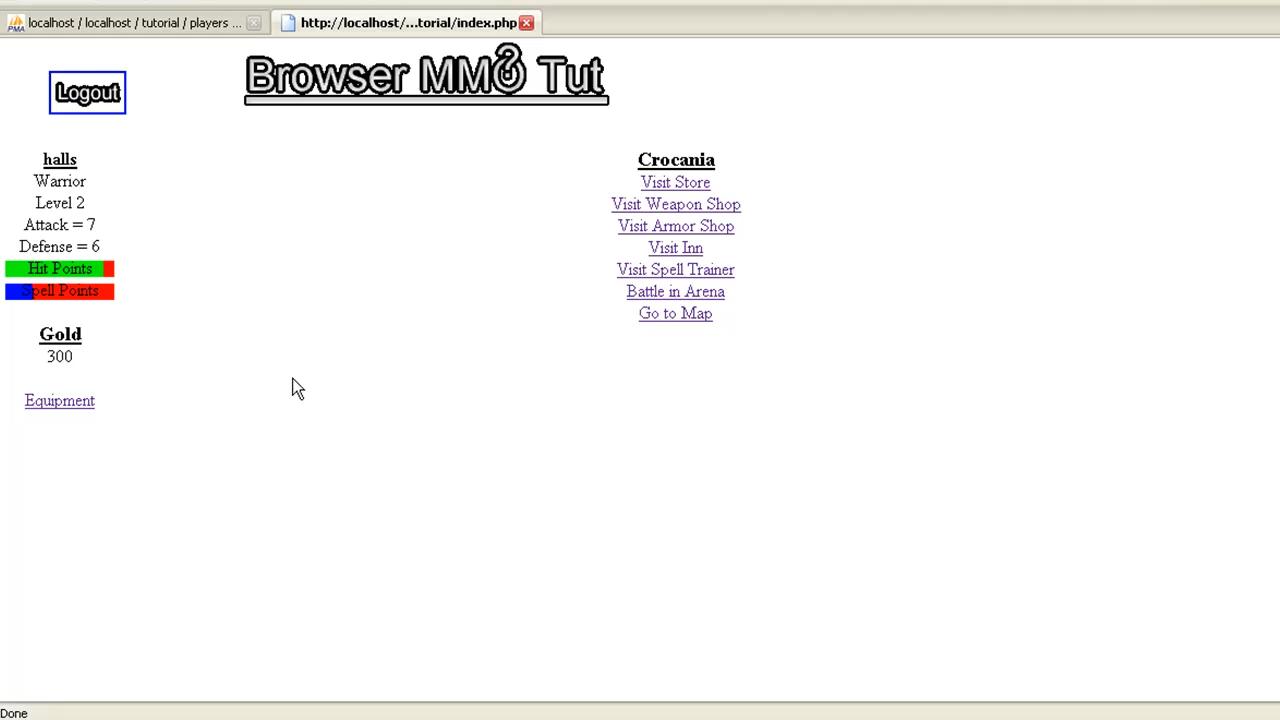 localhost / localhost / tutorial / players ...
http://localhost/...torial/index.php
Logout
Browser MMO Tut
halls
Warrior
Level 2
Attack = 7
Defense = 6
Hit Points
Spell Points
Gold
300
Equipment
Crocania
Visit Store
Visit Weapon Shop
Visit Armor Shop
Visit Inn
Visit Spell Trainer
Battle in Arena
Go to Map
Done